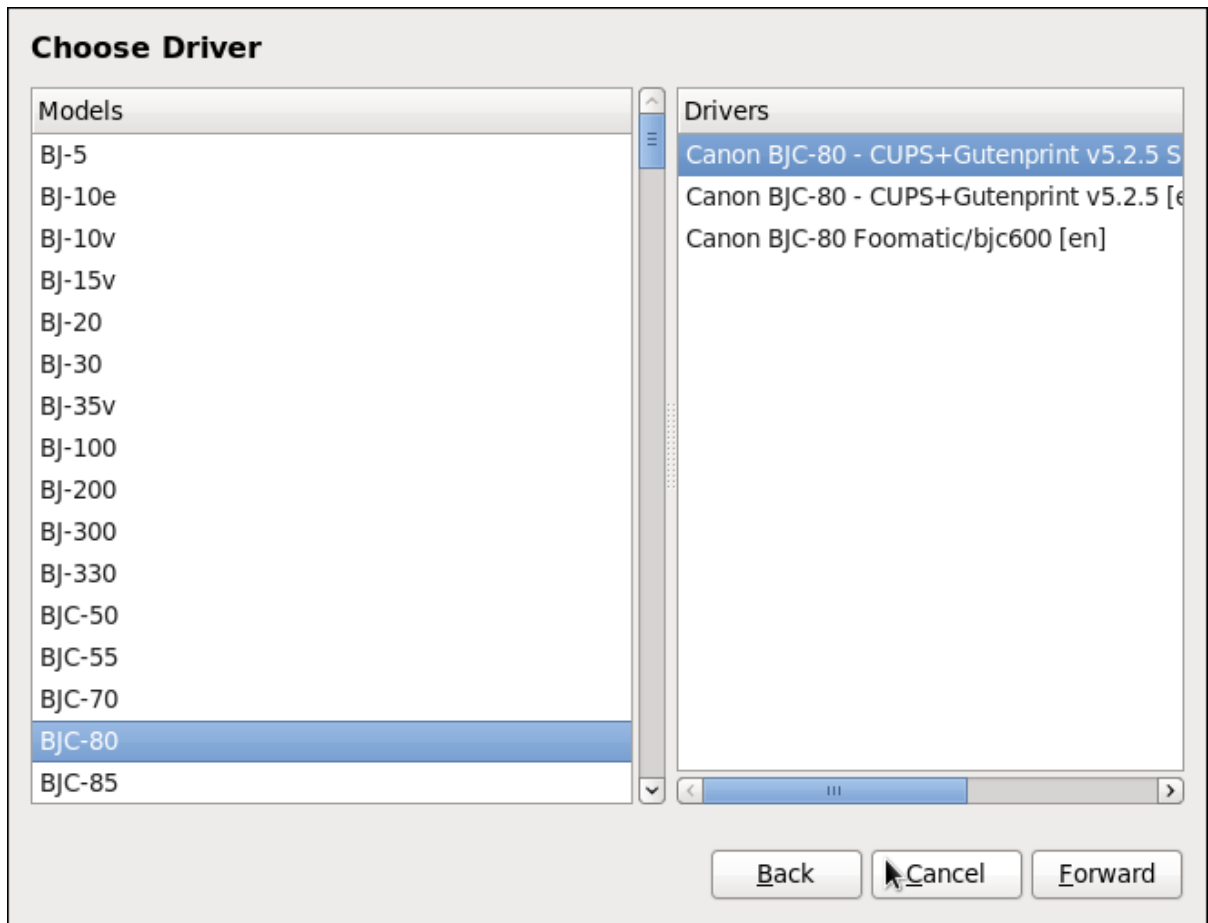 Choose Driver
Models
BJ-5
BJ-10e
BJ-10v
BJ-15v
BJ-20
BJ-30
BJ-35v
BJ-100
BJ-200
BJ-300
BJ-330
BJC-50
BJC-55
BJC-70
BJC-80
BJC-85
Drivers
Canon BJC-80 - CUPS+Gutenprint v5.2.5 S
Canon BJC-80 - CUPS+Gutenprint v5.2.5 [e
Canon BJC-80 Foomatic/bjc600 [en]
Back Cancel Forward